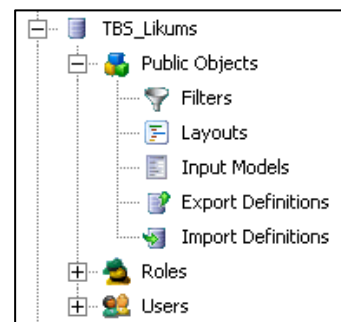 TBS_Likums
Public Objects
Filters
Layouts
Input Models
Export Definitions
Import Definitions
Roles
Users